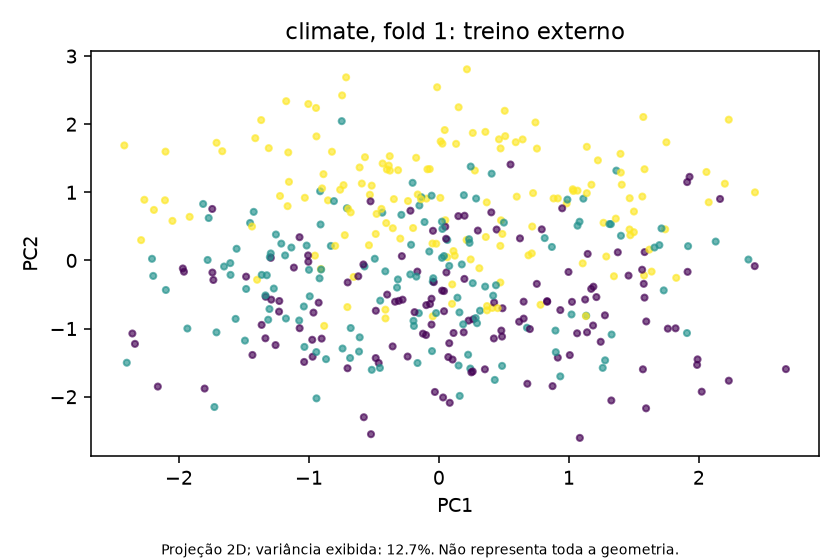 climate, fold 1: treino externo
3
2
1
0
−1
−2
PC2
−2
−1
0
1
2
PC1
Projeção 2D; variância exibida: 12.7%. Não representa toda a geometria.